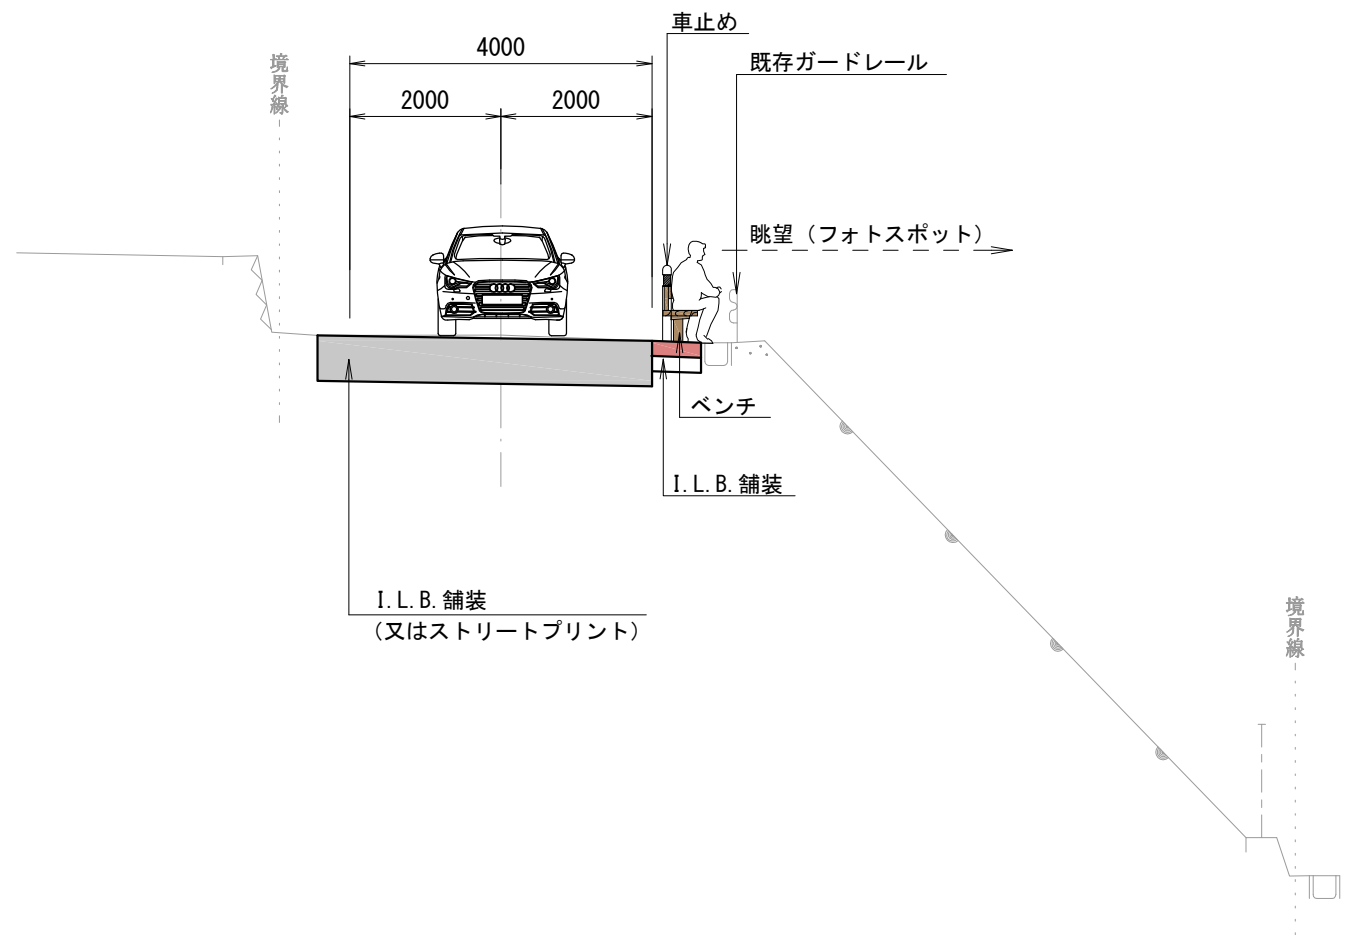 車止め
4000
既存ガードレール
境界線
2000
2000
眺望（フォトスポット）
ベンチ
I.L.B.舗装
I.L.B.舗装
（又はストリートプリント）
境界線